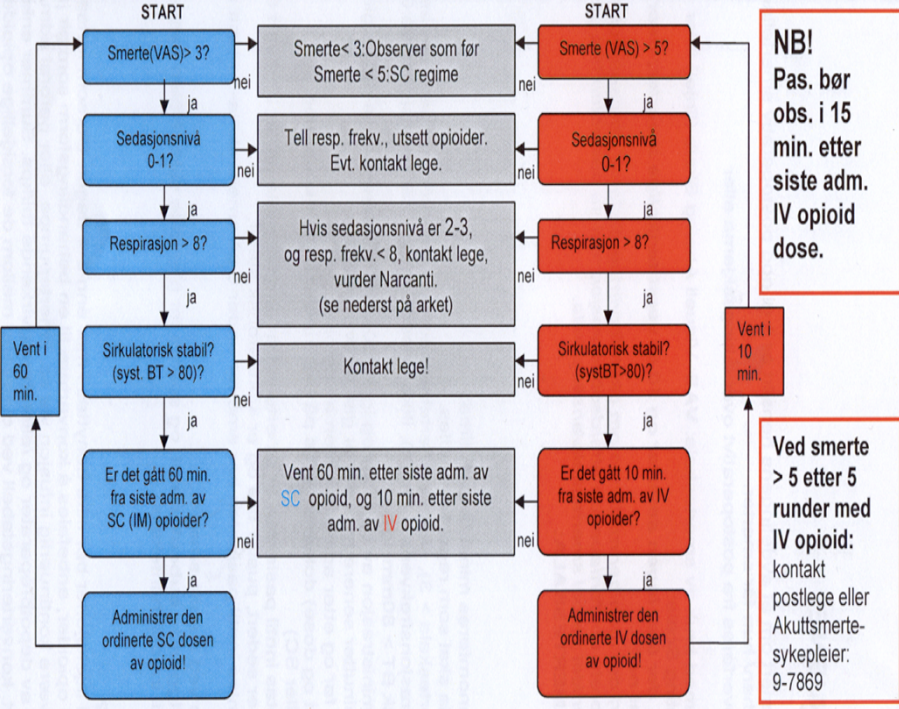 START
Smerte(VAS)> 3?
nei
ja
Sedasjonsnivå
0-1?
nei
ja
Respirasjon > 8?
nei
ja
Sirkulatorisk stabil?
(syst. BT > 80)?
nei
ja
Er det gått 60 min.
fra siste adm. av
SC (IM) opioider?
nei
ja
Administrer den
ordinerte SC dosen
av opioid!
Vent i
60
min.
Smerte< 3:Observer som før
Smerte < 5:SC regime
Tell resp. frekv., utsett opioider.
Evt. kontakt lege.
Hvis sedasjonsnivå er 2-3,
og resp. frekv.< 8, kontakt lege,
vurder Narcanti.
(se nederst på arket)
Kontakt lege!
Vent 60 min. etter siste adm. av
SC opioid, og 10 min. etter siste
adm. av IV opioid.
START
Smerte (VAS) > 5?
nei
ja
Sedasjonsnivå
0-1?
nei
ja
Respirasjon > 8?
nei
ja
Sirkulatorisk stabil?
(systBT>80)?
nei
ja
Er det gått 10 min.
fra siste adm. av IV
opioider?
nei
ja
Administrer den
ordinerte IV dosen
av opioid!
Vent i
10
min.
NB!
Pas. bør
obs. i 15
min. etter
siste adm.
IV opioid
dose.
Ved smerte
> 5 etter 5
runder med
IV opioid:
kontakt
postlege eller
Akuttsmerte-
sykepleier:
9-7869